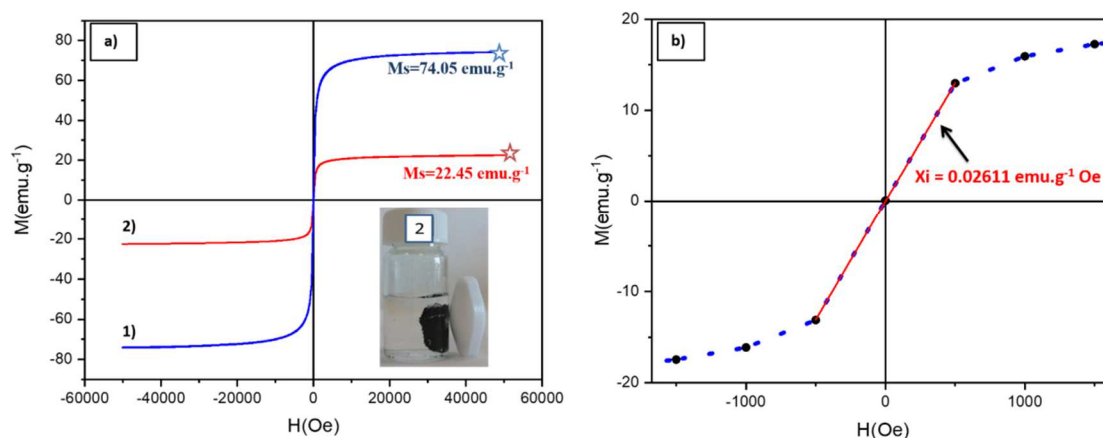 a)
80
60
40
20
0
-20
-40
-60
-80
M(emu.g⁻¹)
Ms=74.05 emu.g⁻¹
Ms=22.45 emu.g⁻¹
2)
1)
2
-60000 -40000 -20000 0 20000 40000 60000
H(Oe)
b)
20
10
0
-10
-20
M(emu.g⁻¹)
Xi = 0.02611 emu.g⁻¹ Oe
-1000 0 1000
H(Oe)